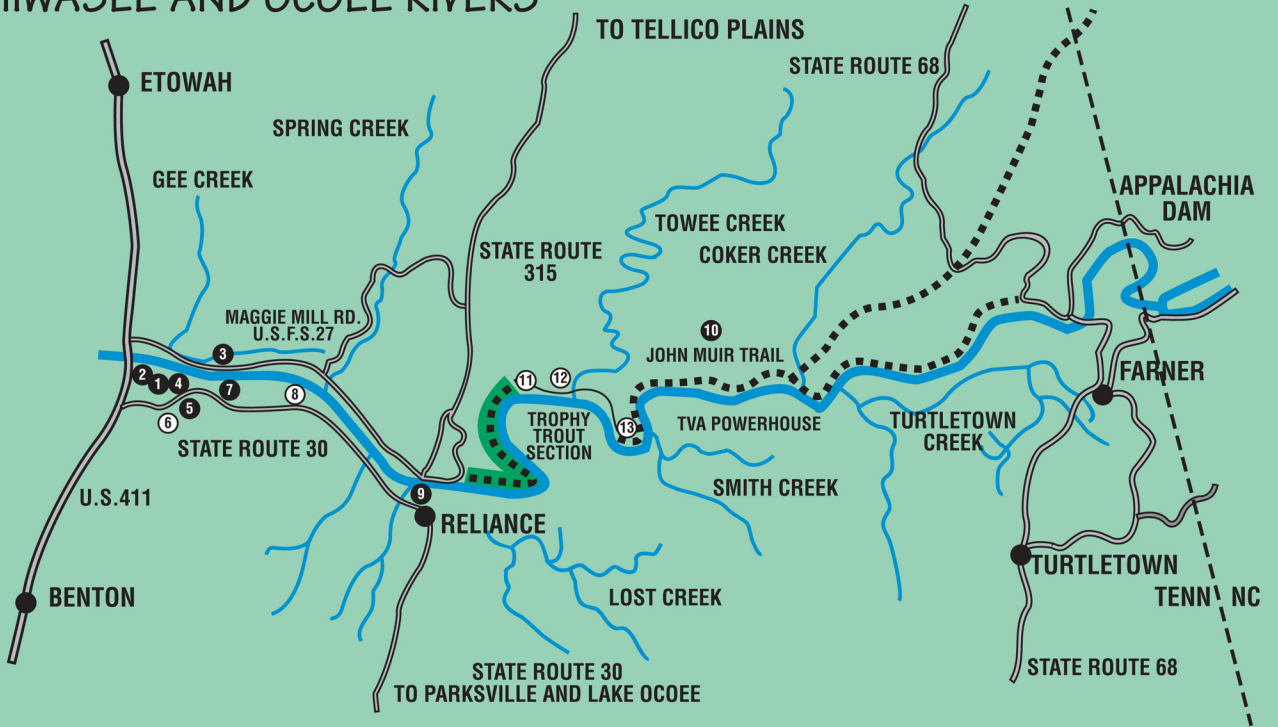 AND OCOEE RIVERS
TO TELLICO PLAINS
STATE ROUTE 68
ETOWAH
SPRING CREEK
GEE CREEK
APPALACHIA
DAM
TOWEE CREEK
COKER CREEK
STATE ROUTE
315
MAGGIE MILL RD.
U.S.F.S.27
3
10
JOHN MUIR TRAIL
2
1
4
7
8
11
12
FARNER
5
6
13
TROPHY
TROUT
SECTION
TVA POWERHOUSE
TURTLETOWN
CREEK
STATE ROUTE 30
U.S.411
9
SMITH CREEK
RELIANCE
TURTLETOWN
BENTON
LOST CREEK
TENN NC
STATE ROUTE 30
TO PARKSVILLE AND LAKE OCOEE
STATE ROUTE 68